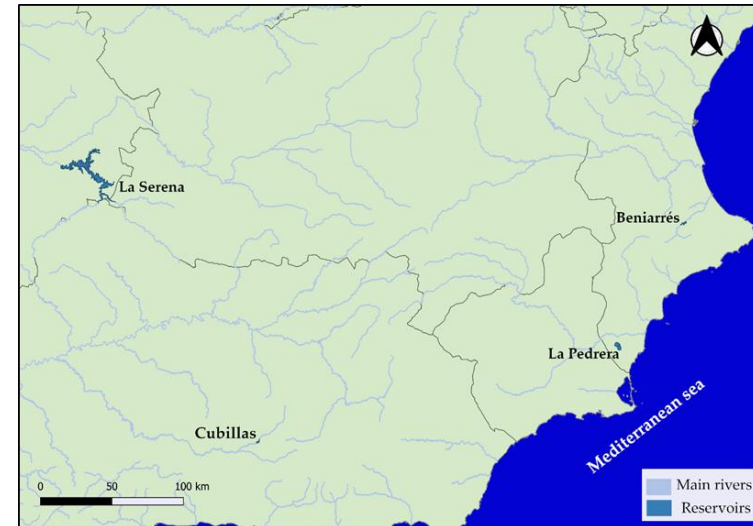 La Serena
Beniarrés
La Pedrera
Cubillas
Mediterranean sea
0 50 100 km
Main rivers
Reservoirs